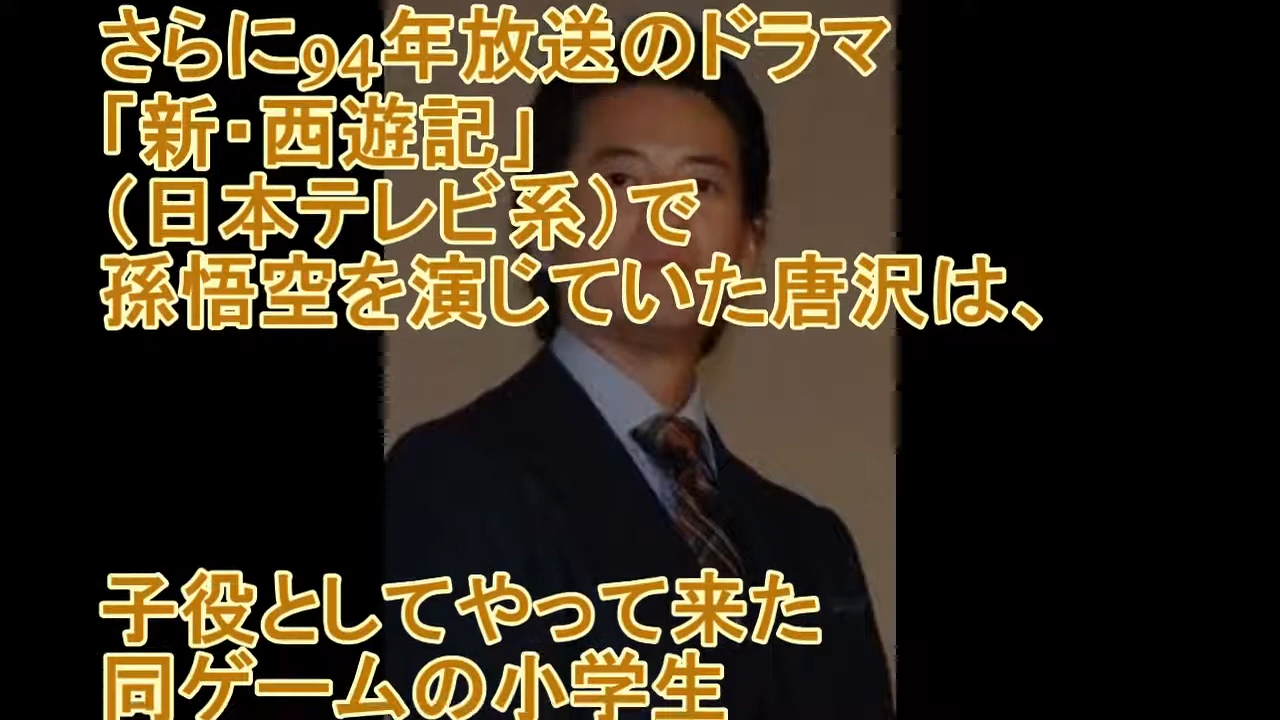 さらに94年放送のドラマ
「新・西遊記」
（日本テレビ系）で
孫悟空を演じていた唐沢は、
子役としてやって来た
同ゲームの小学生